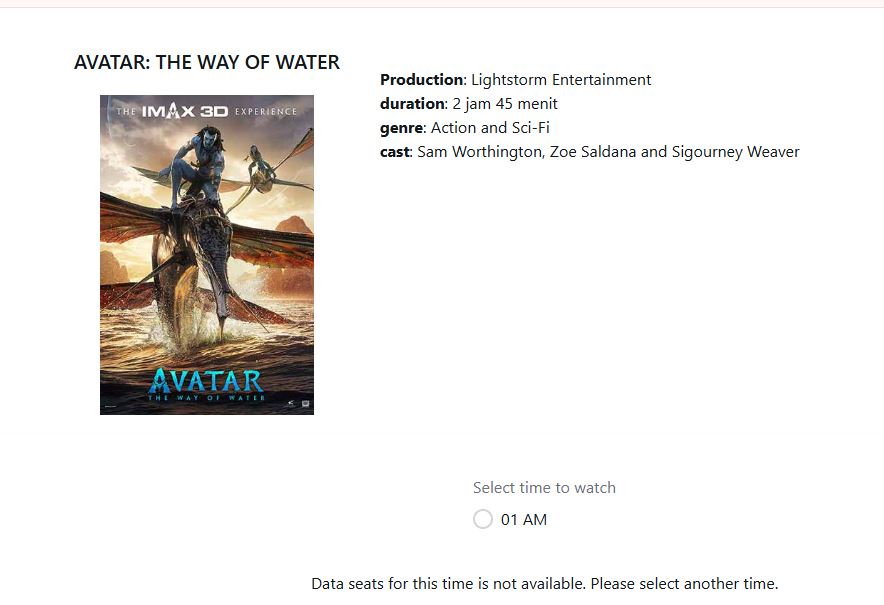 AVATAR: THE WAY OF WATER
THE IMAX 3D EXPERIENCE
AVATAR
THE WAY OF WATER
Production: Lightstorm Entertainment
duration: 2 jam 45 menit
genre: Action and Sci-Fi
cast: Sam Worthington, Zoe Saldana and Sigourney Weaver
Select time to watch
01 AM
Data seats for this time is not available. Please select another time.